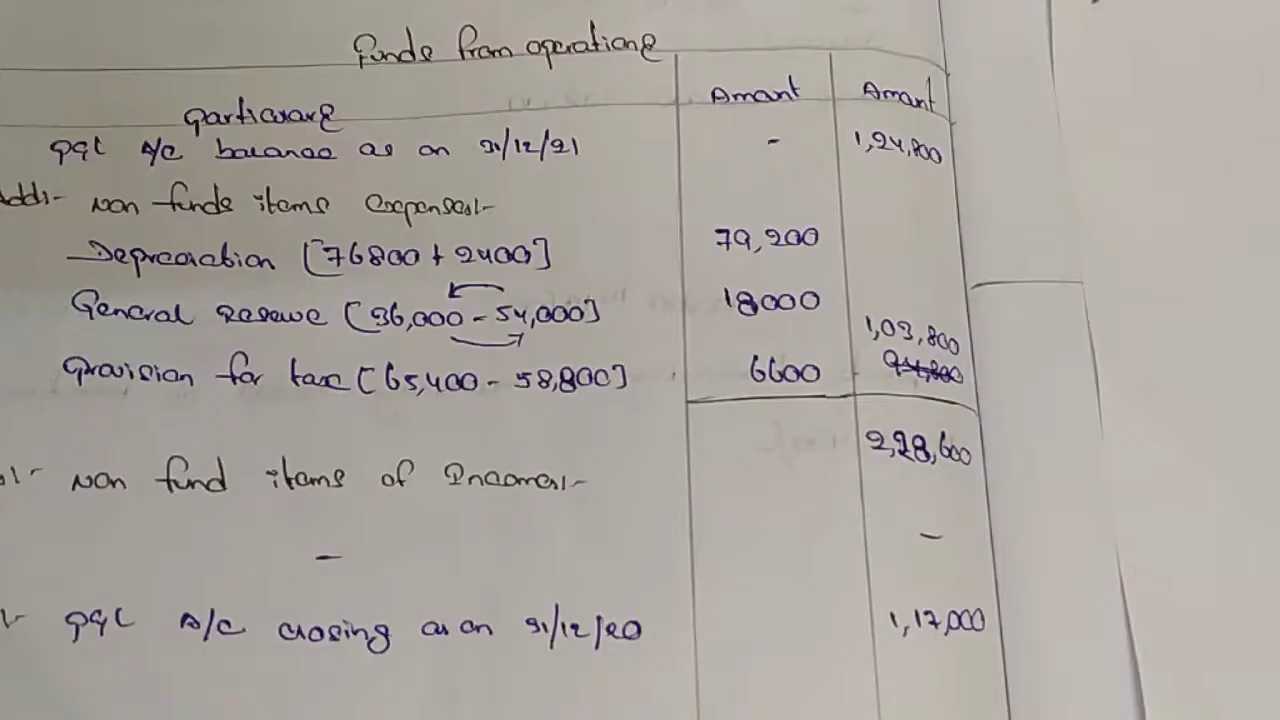 Funds from operations
Particulars Amount Amount
P&L A/C balance as on 31/12/21 - 1,24,800
Add:- Non funds items Expenses:-
Depreciation [76800 + 2400] 79,200
General Reserve [36,000 - 54,000] 18000
1,03,800
Provision for tax [65,400 - 58,800] 6600
2,28,600
Non fund items of Income:-
-
-
P&L A/C closing as on 31/12/20 1,17,000